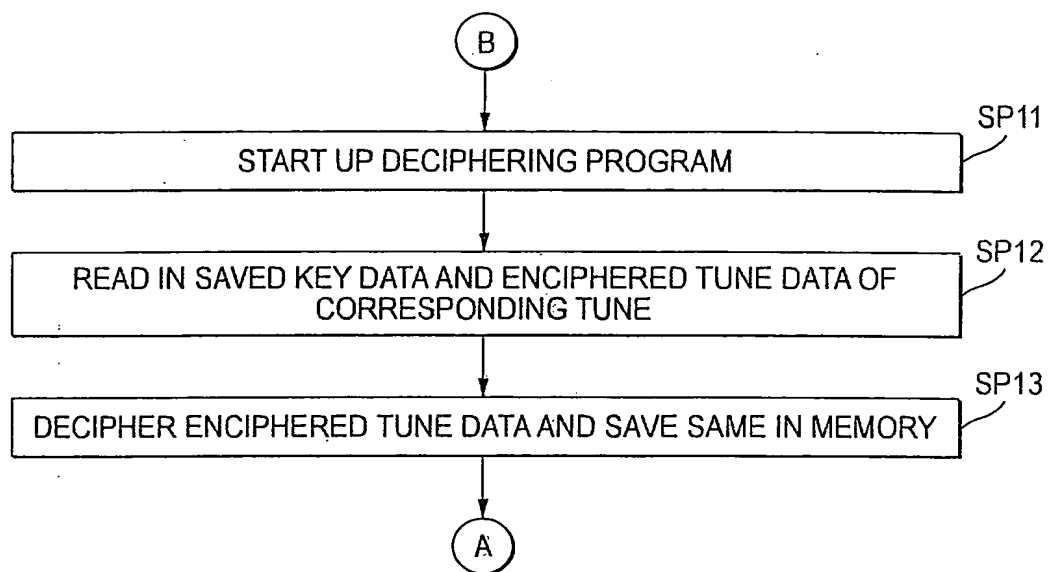 B
SP11
START UP DECIPHERING PROGRAM
SP12
READ IN SAVED KEY DATA AND ENCIPHERED TUNE DATA OF
CORRESPONDING TUNE
SP13
DECIPHER ENCIPHERED TUNE DATA AND SAVE SAME IN MEMORY
A